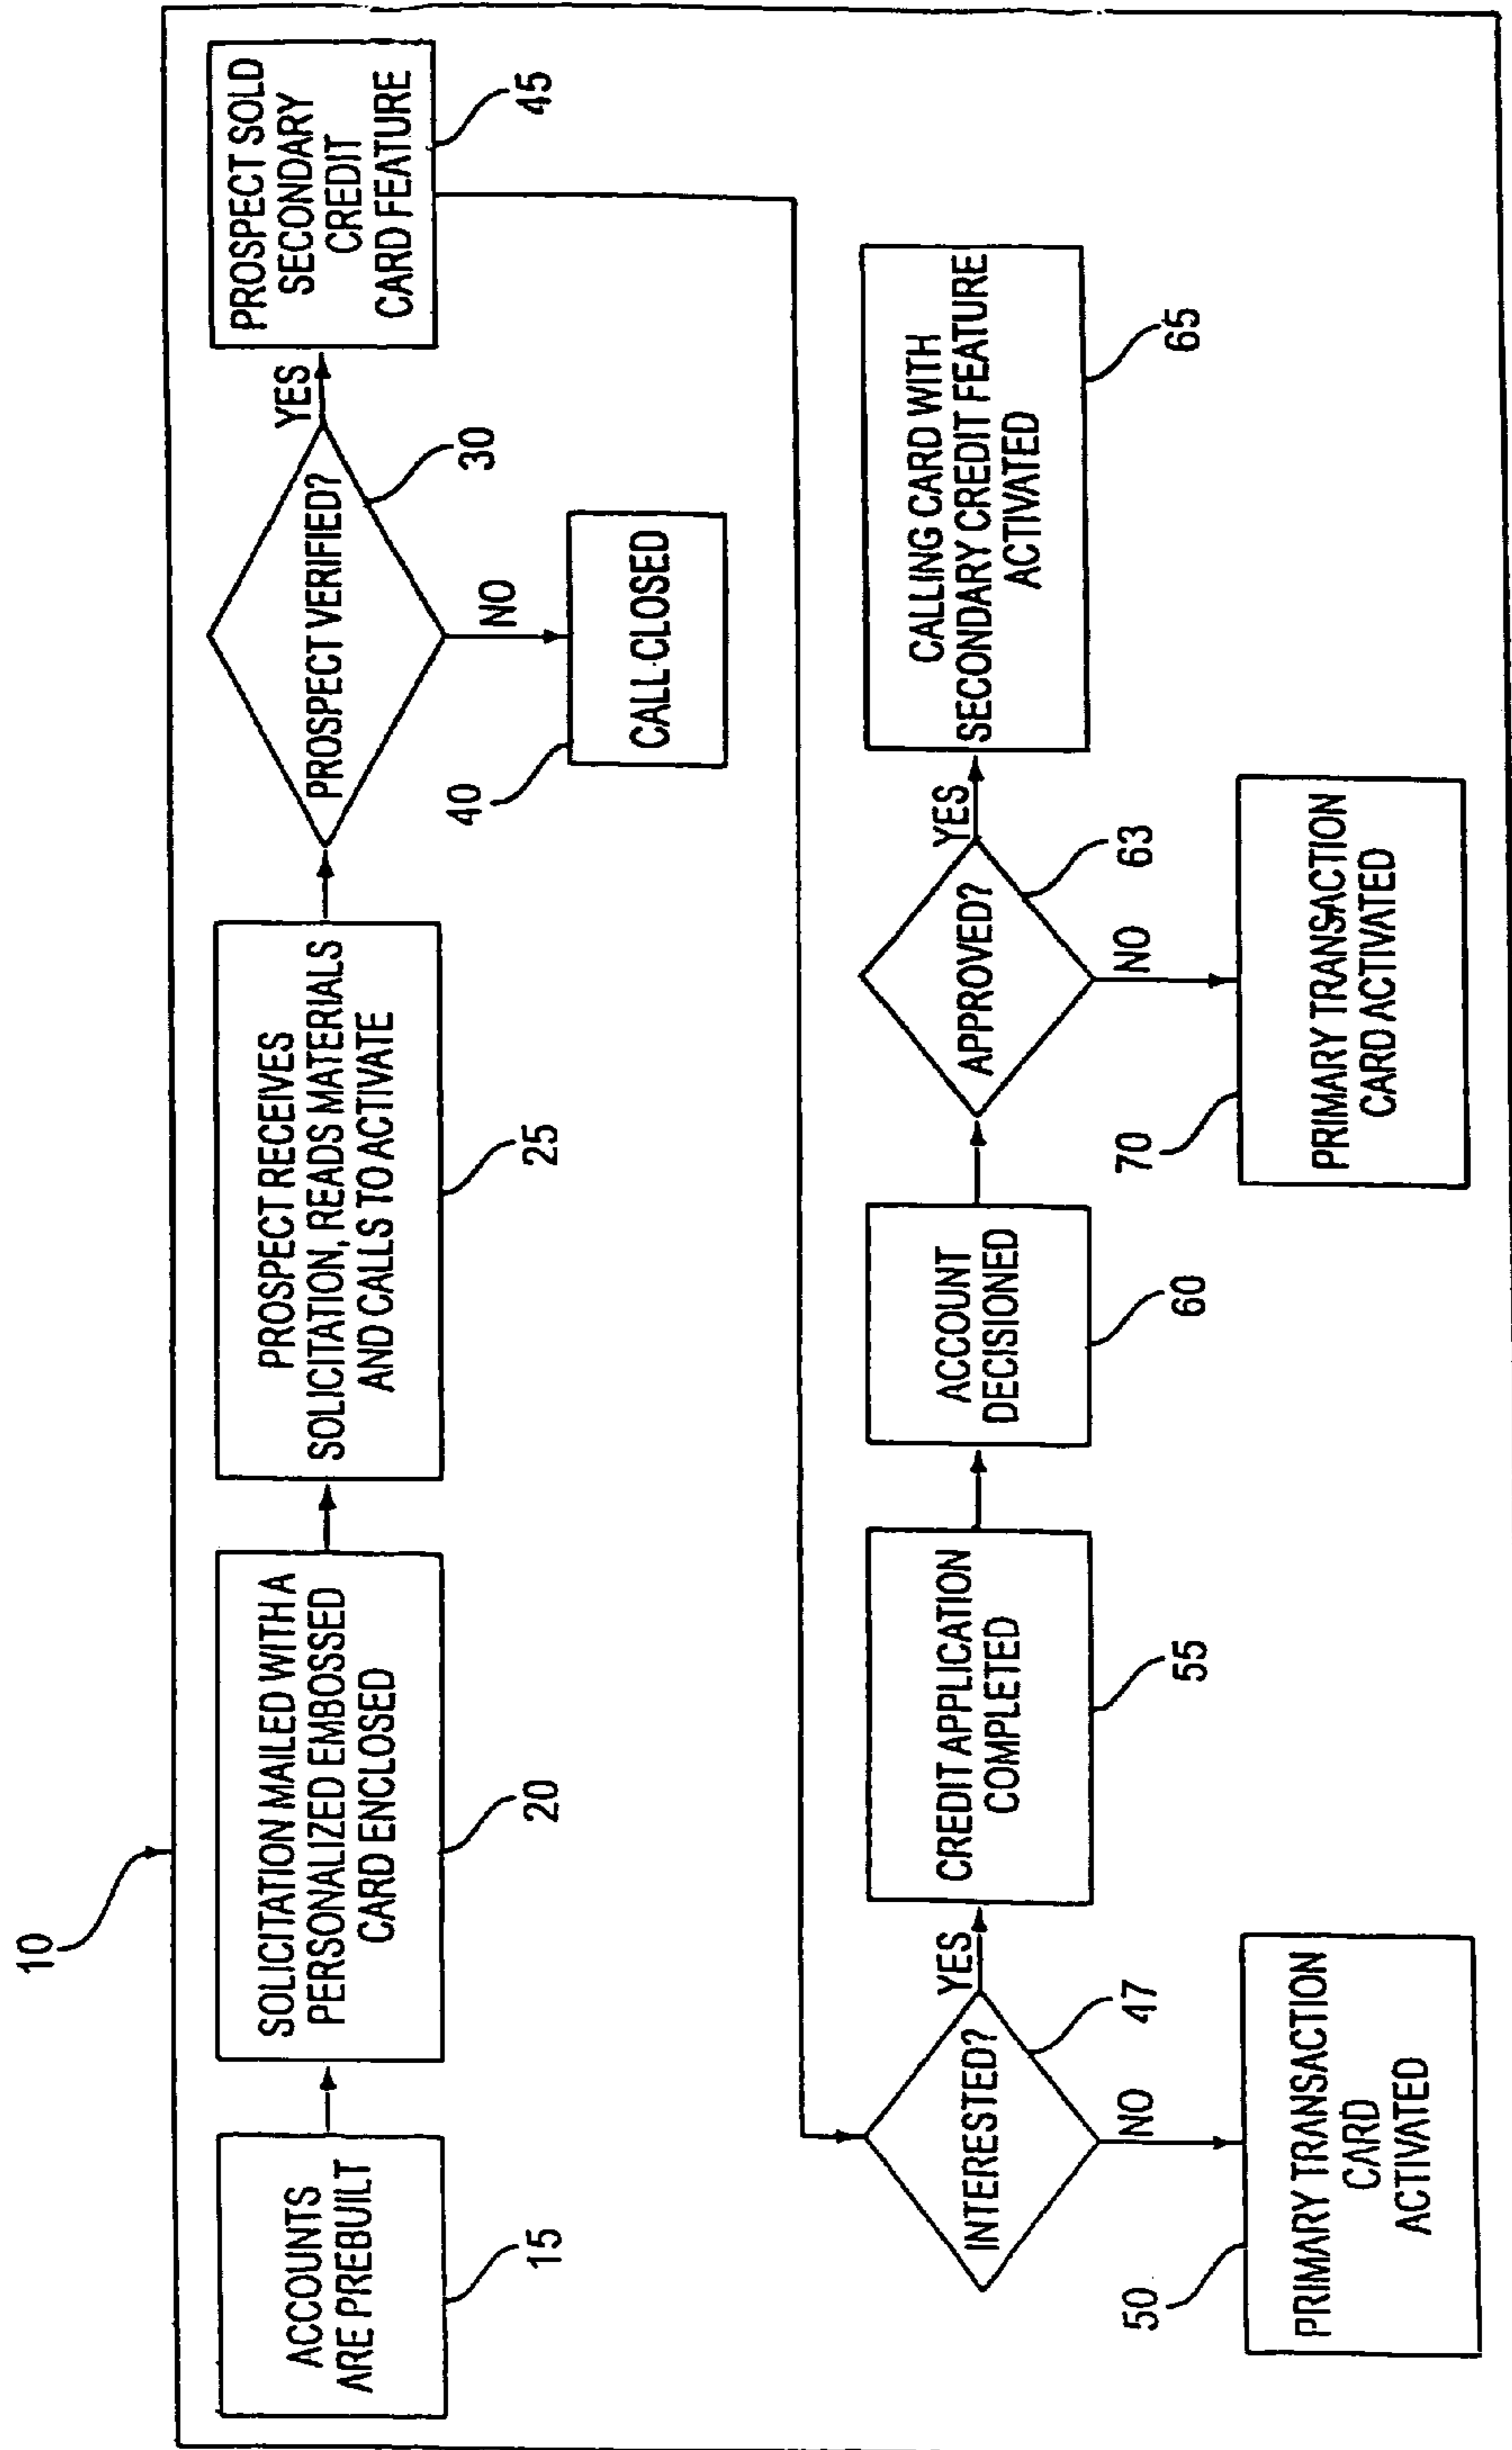 10
ACCOUNTS
ARE PREBUILT
15
SOLICITATION MAILED WITH A
PERSONALIZED EMBOSSED
CARD ENCLOSED
20
PROSPECT RECEIVES
SOLICITATION, READS MATERIALS
AND CALLS TO ACTIVATE
25
PROSPECT VERIFIED?
30
YES
NO
40
CALL CLOSED
PROSPECT SOLD
SECONDARY
CREDIT
CARD FEATURE
45
INTERESTED?
47
YES
NO
50
PRIMARY TRANSACTION
CARD
ACTIVATED
CREDIT APPLICATION
COMPLETED
55
ACCOUNT
DECISIONED
60
APPROVED?
63
YES
NO
70
PRIMARY TRANSACTION
CARD ACTIVATED
CALLING CARD WITH
SECONDARY CREDIT FEATURE
ACTIVATED
65